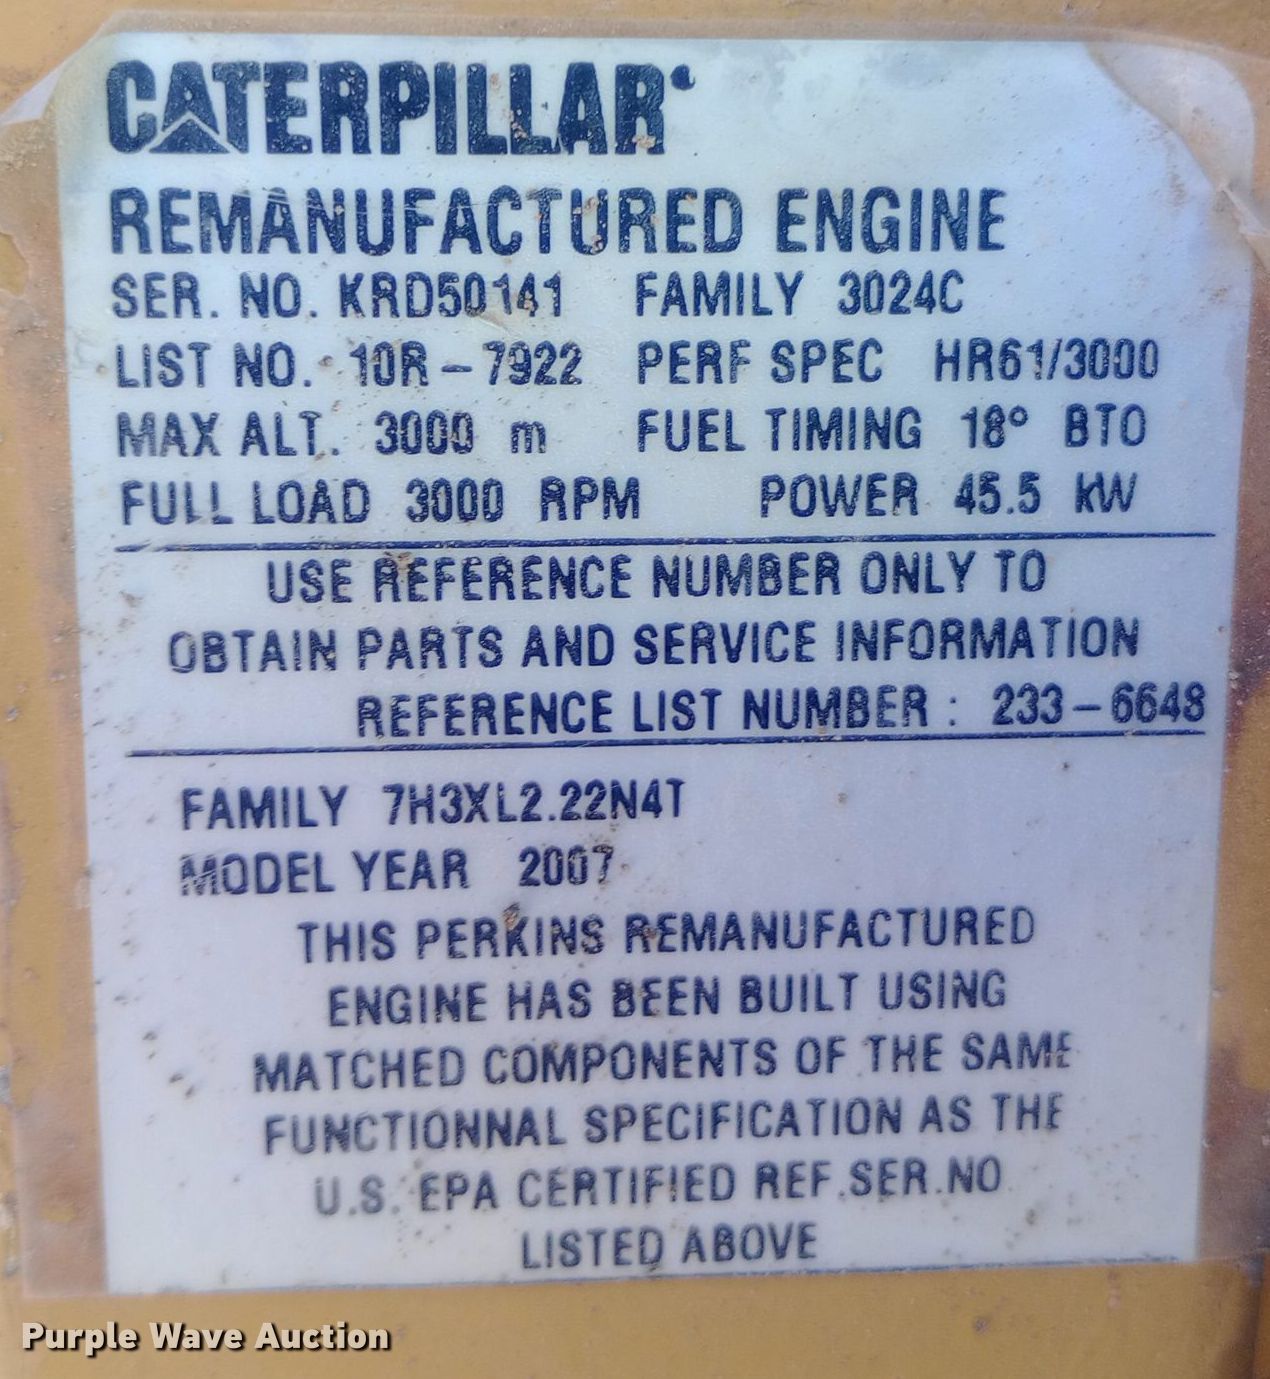 CATERPILLAR
REMANUFACTURED ENGINE
SER. NO. KRD50141 FAMILY 3024C
LIST NO. 10R-7922 PERF SPEC HR61/3000
MAX ALT. 3000 m FUEL TIMING 18° BTO
FULL LOAD 3000 RPM POWER 45.5 kW
USE REFERENCE NUMBER ONLY TO
OBTAIN PARTS AND SERVICE INFORMATION
REFERENCE LIST NUMBER : 233-6648
FAMILY 7H3XL2.22N4T
MODEL YEAR 2007
THIS PERKINS REMANUFACTURED
ENGINE HAS BEEN BUILT USING
MATCHED COMPONENTS OF THE SAME
FUNCTIONNAL SPECIFICATION AS THE
U.S. EPA CERTIFIED REF.SER.NO
LISTED ABOVE
Purple Wave Auction